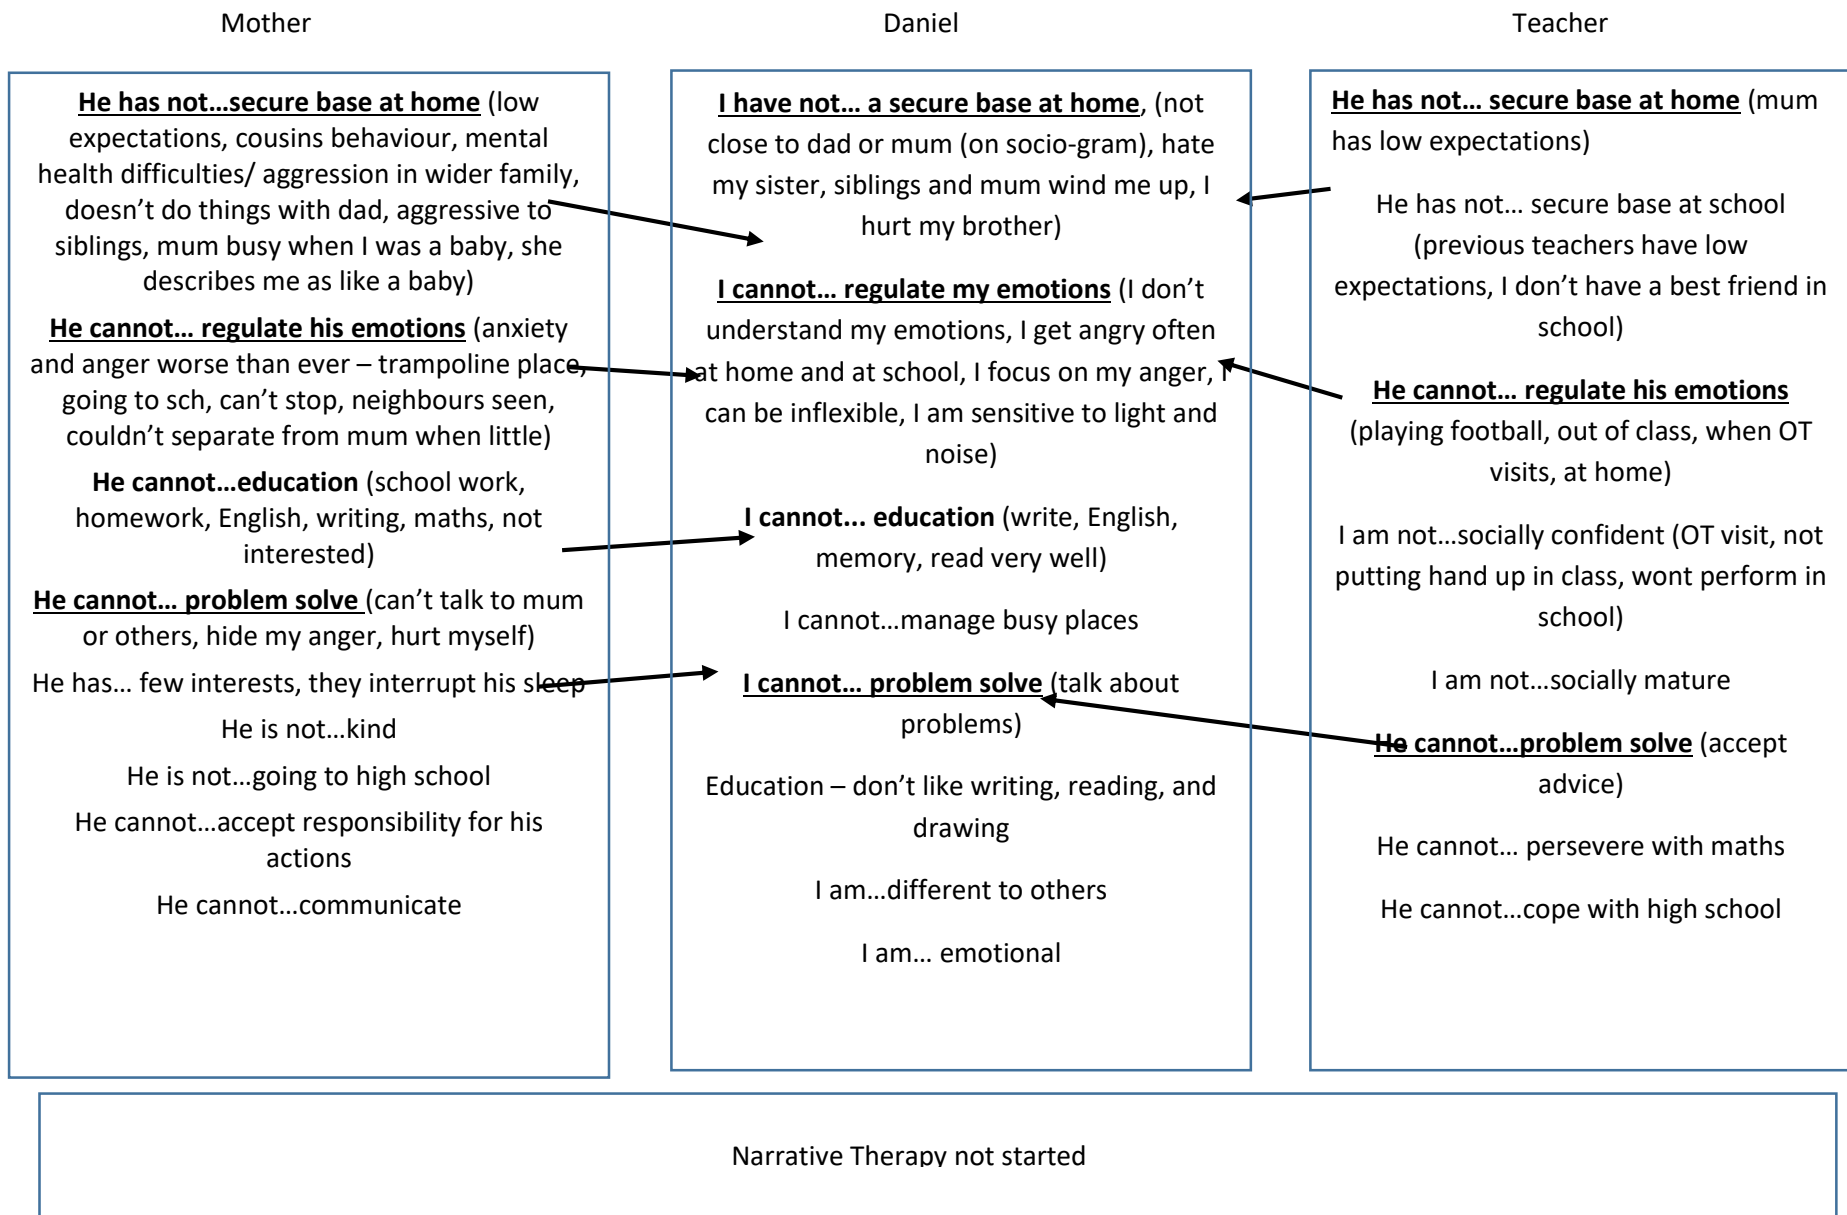 Mother
Daniel
Teacher
He has not...secure base at home (low
expectations, cousins behaviour, mental
health difficulties/ aggression in wider family,
doesn’t do things with dad, aggressive to
siblings, mum busy when I was a baby, she
describes me as like a baby)
He cannot... regulate his emotions (anxiety
and anger worse than ever – trampoline place,
going to sch, can’t stop, neighbours seen,
couldn’t separate from mum when little)
He cannot...education (school work,
homework, English, writing, maths, not
interested)
He cannot... problem solve (can’t talk to mum
or others, hide my anger, hurt myself)
He has... few interests, they interrupt his sleep
He is not...kind
He is not...going to high school
He cannot...accept responsibility for his
actions
He cannot...communicate
I have not... a secure base at home, (not
close to dad or mum (on socio-gram), hate
my sister, siblings and mum wind me up, I
hurt my brother)
I cannot... regulate my emotions (I don’t
understand my emotions, I get angry often
at home and at school, I focus on my anger, I
can be inflexible, I am sensitive to light and
noise)
I cannot... education (write, English,
memory, read very well)
I cannot...manage busy places
I cannot... problem solve (talk about
problems)
Education – don’t like writing, reading, and
drawing
I am...different to others
I am... emotional
He has not... secure base at home (mum
has low expectations)
He has not... secure base at school
(previous teachers have low
expectations, I don’t have a best friend in
school)
He cannot... regulate his emotions
(playing football, out of class, when OT
visits, at home)
I am not...socially confident (OT visit, not
putting hand up in class, wont perform in
school)
I am not...socially mature
He cannot...problem solve (accept
advice)
He cannot... persevere with maths
He cannot...cope with high school
Narrative Therapy not started